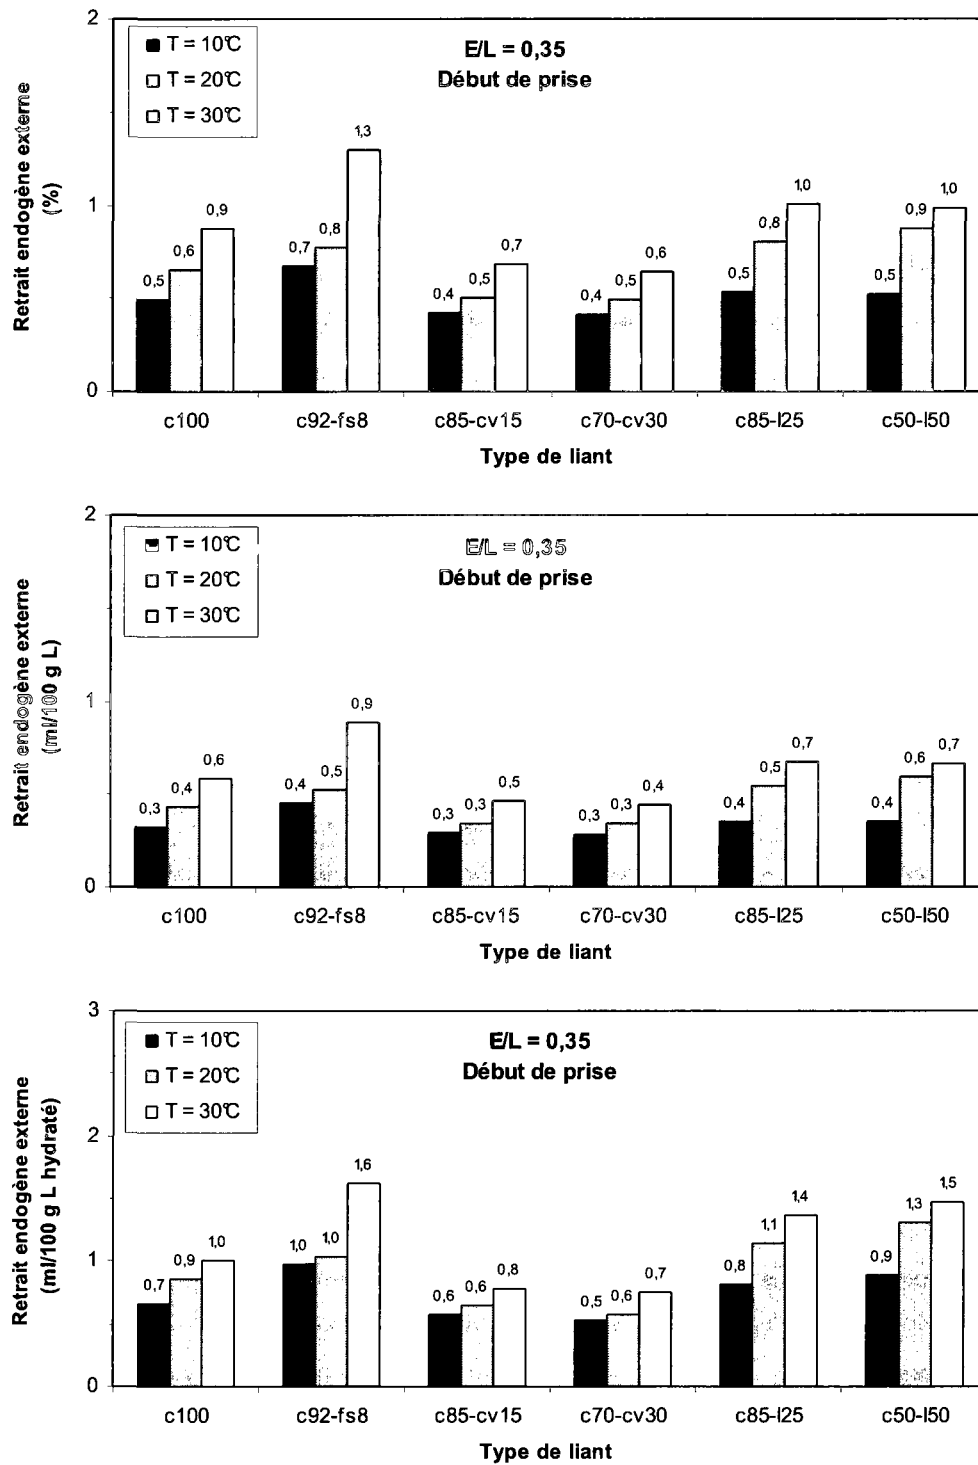 2
T = 10°C
T = 20°C
T = 30°C
E/L = 0,35
Début de prise
Retrait endogène externe
(%)
1
0
0,5
0,6
0,9
0,7
0,8
1,3
0,4
0,5
0,7
0,4
0,5
0,6
0,5
0,8
1,0
0,5
0,9
1,0
c100
c92-fs8
c85-cv15
c70-cv30
c85-l25
c50-l50
Type de liant
2
T = 10°C
T = 20°C
T = 30°C
E/L = 0,35
Début de prise
Retrait endogène externe
(ml/100 g L)
1
0
0,3
0,4
0,6
0,4
0,5
0,9
0,3
0,3
0,5
0,3
0,3
0,4
0,4
0,5
0,7
0,4
0,6
0,7
c100
c92-fs8
c85-cv15
c70-cv30
c85-l25
c50-l50
Type de liant
3
T = 10°C
T = 20°C
T = 30°C
E/L = 0,35
Début de prise
Retrait endogène externe
(ml/100 g L hydraté)
2
1
0
0,7
0,9
1,0
1,0
1,0
1,6
0,6
0,6
0,8
0,5
0,6
0,7
0,8
1,1
1,4
0,9
1,3
1,5
c100
c92-fs8
c85-cv15
c70-cv30
c85-l25
c50-l50
Type de liant